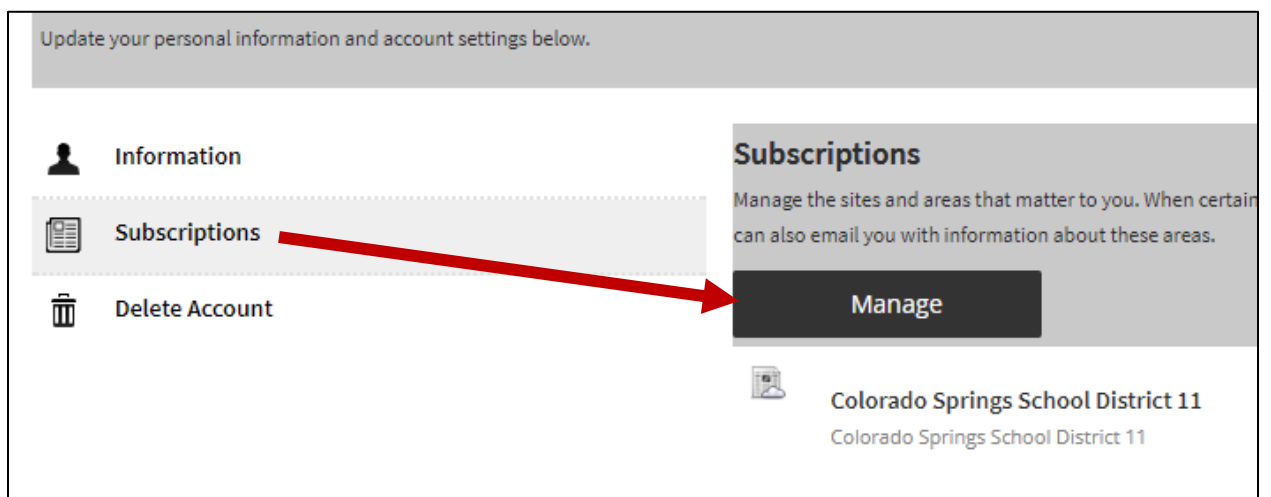 Update your personal information and account settings below.
Information
Subscriptions
Delete Account
Subscriptions
Manage the sites and areas that matter to you. When certain
can also email you with information about these areas.
Manage
Colorado Springs School District 11
Colorado Springs School District 11